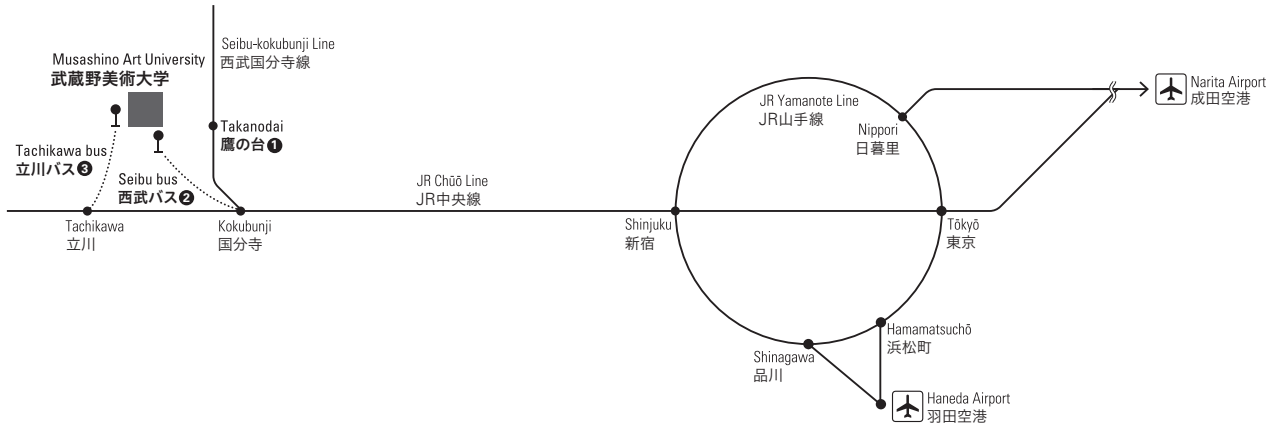 Musashino Art University
武蔵野美術大学
Seibu-kokubunji Line
西武国分寺線
Takanodai
鷹の台❶
Tachikawa bus
立川バス❸
Seibu bus
西武バス❷
Tachikawa
立川
Kokubunji
国分寺
JR Chūō Line
JR中央線
Shinjuku
新宿
JR Yamanote Line
JR山手線
Nippori
日暮里
Tōkyō
東京
Narita Airport
成田空港
Hamamatsuchō
浜松町
Shinagawa
品川
Haneda Airport
羽田空港